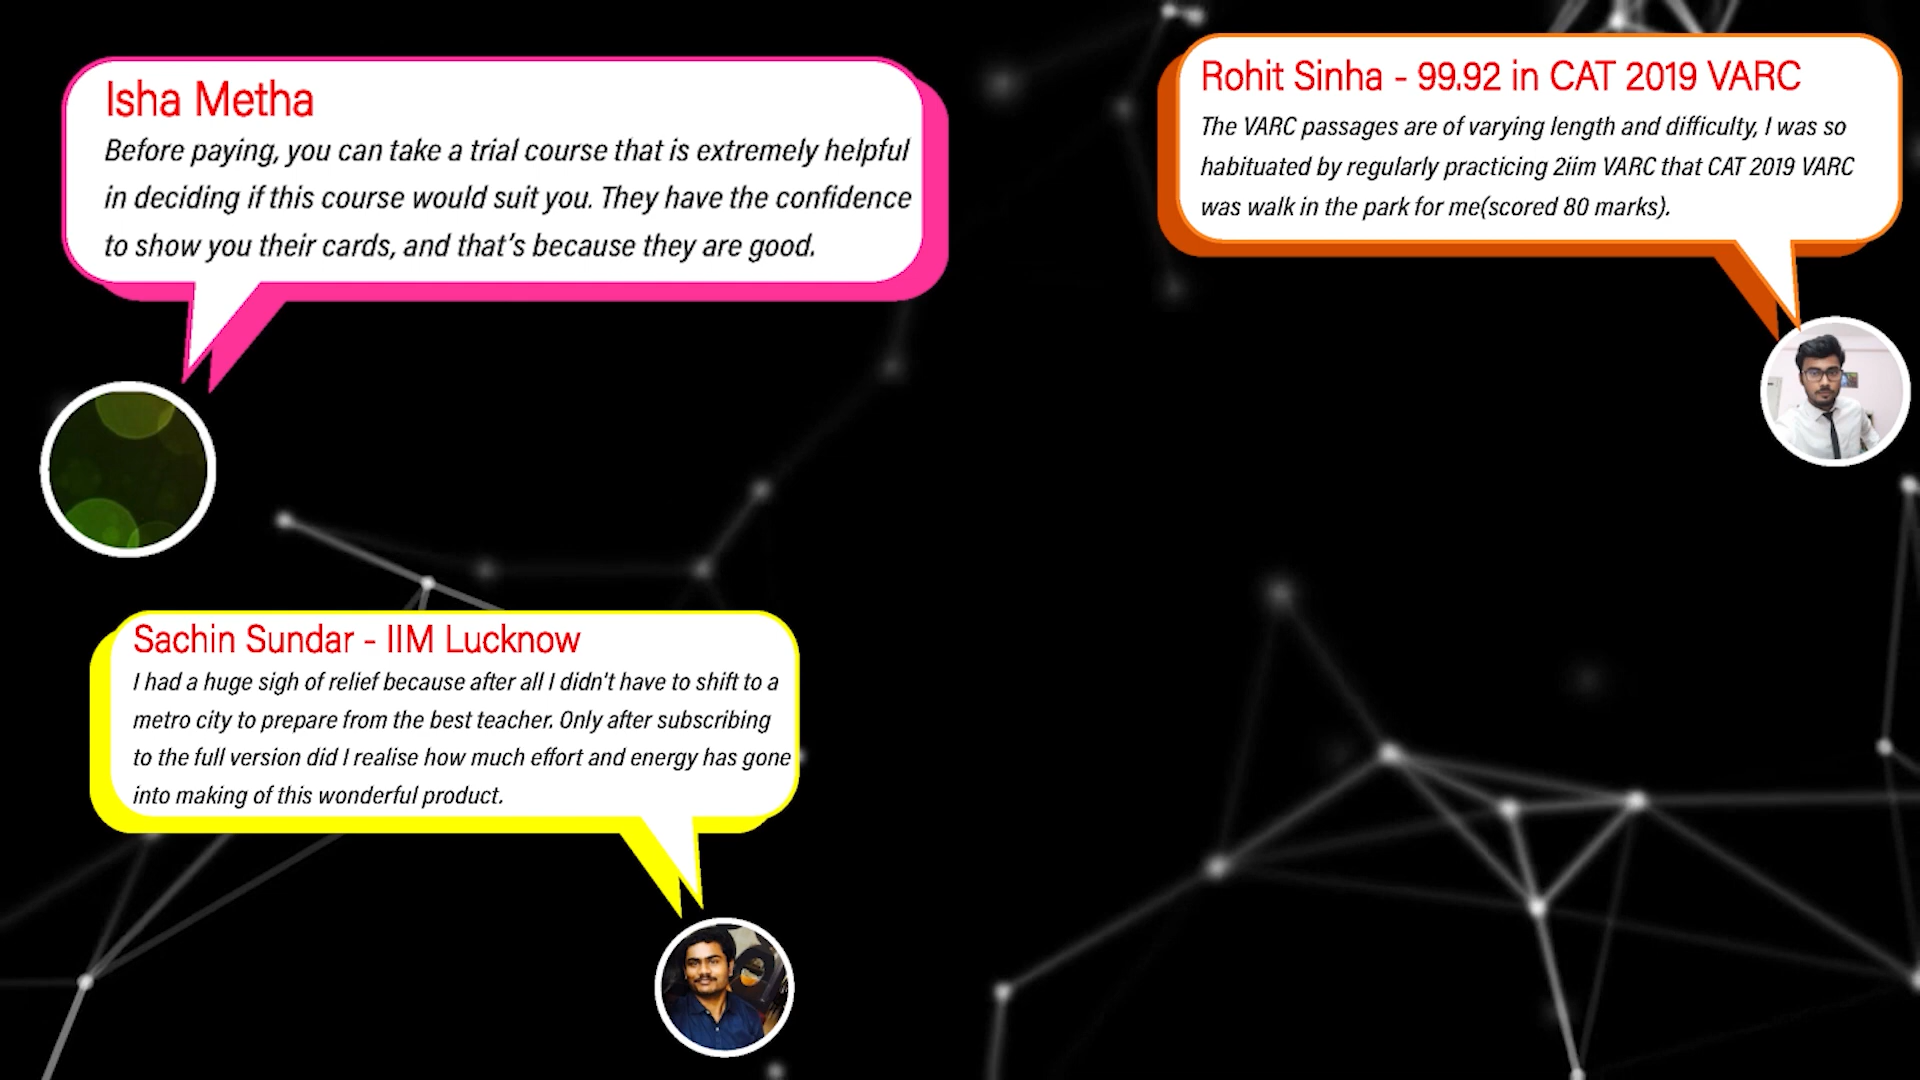 Isha Metha
Before paying, you can take a trial course that is extremely helpful
in deciding if this course would suit you. They have the confidence
to show you their cards, and that’s because they are good.
Rohit Sinha - 99.92 in CAT 2019 VARC
The VARC passages are of varying length and difficulty, I was so
habituated by regularly practicing 2iim VARC that CAT 2019 VARC
was walk in the park for me(scored 80 marks).
Sachin Sundar - IIM Lucknow
I had a huge sigh of relief because after all I didn't have to shift to a
metro city to prepare from the best teacher. Only after subscribing
to the full version did I realise how much effort and energy has gone
into making of this wonderful product.